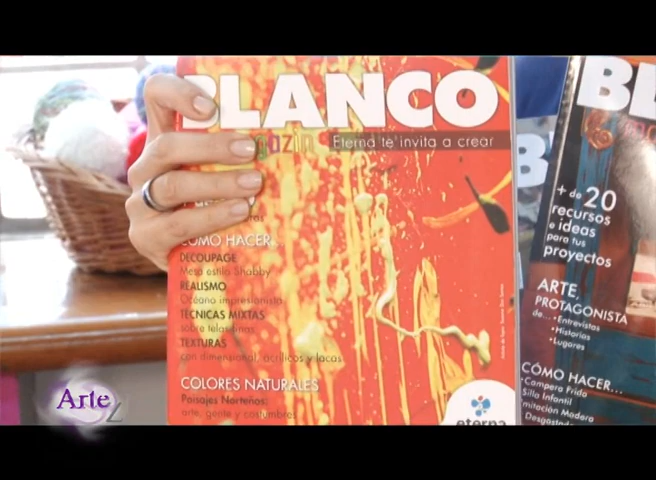 BLANCO
Eterna te invita a crear
CÓMO HACER...
DECOUPAGE
Mesa estilo Shabby
REALISMO
Océano impresionista
TÉCNICAS MIXTAS
sobre telas finas
TEXTURAS
con dimensional, acrílicos y lacas
COLORES NATURALES
Paisajes Norteños:
arte, gente y costumbres
eterna
BL
+ de 20
recursos
e ideas
para tus
proyectos
ARTE,
PROTAGONISTA
de... • Entrevistas
• Historias
• Lugares
CÓMO HACER...
• Campera Frida
Silla Infantil
Imitación Madera
Desgastada
B
Arte Z